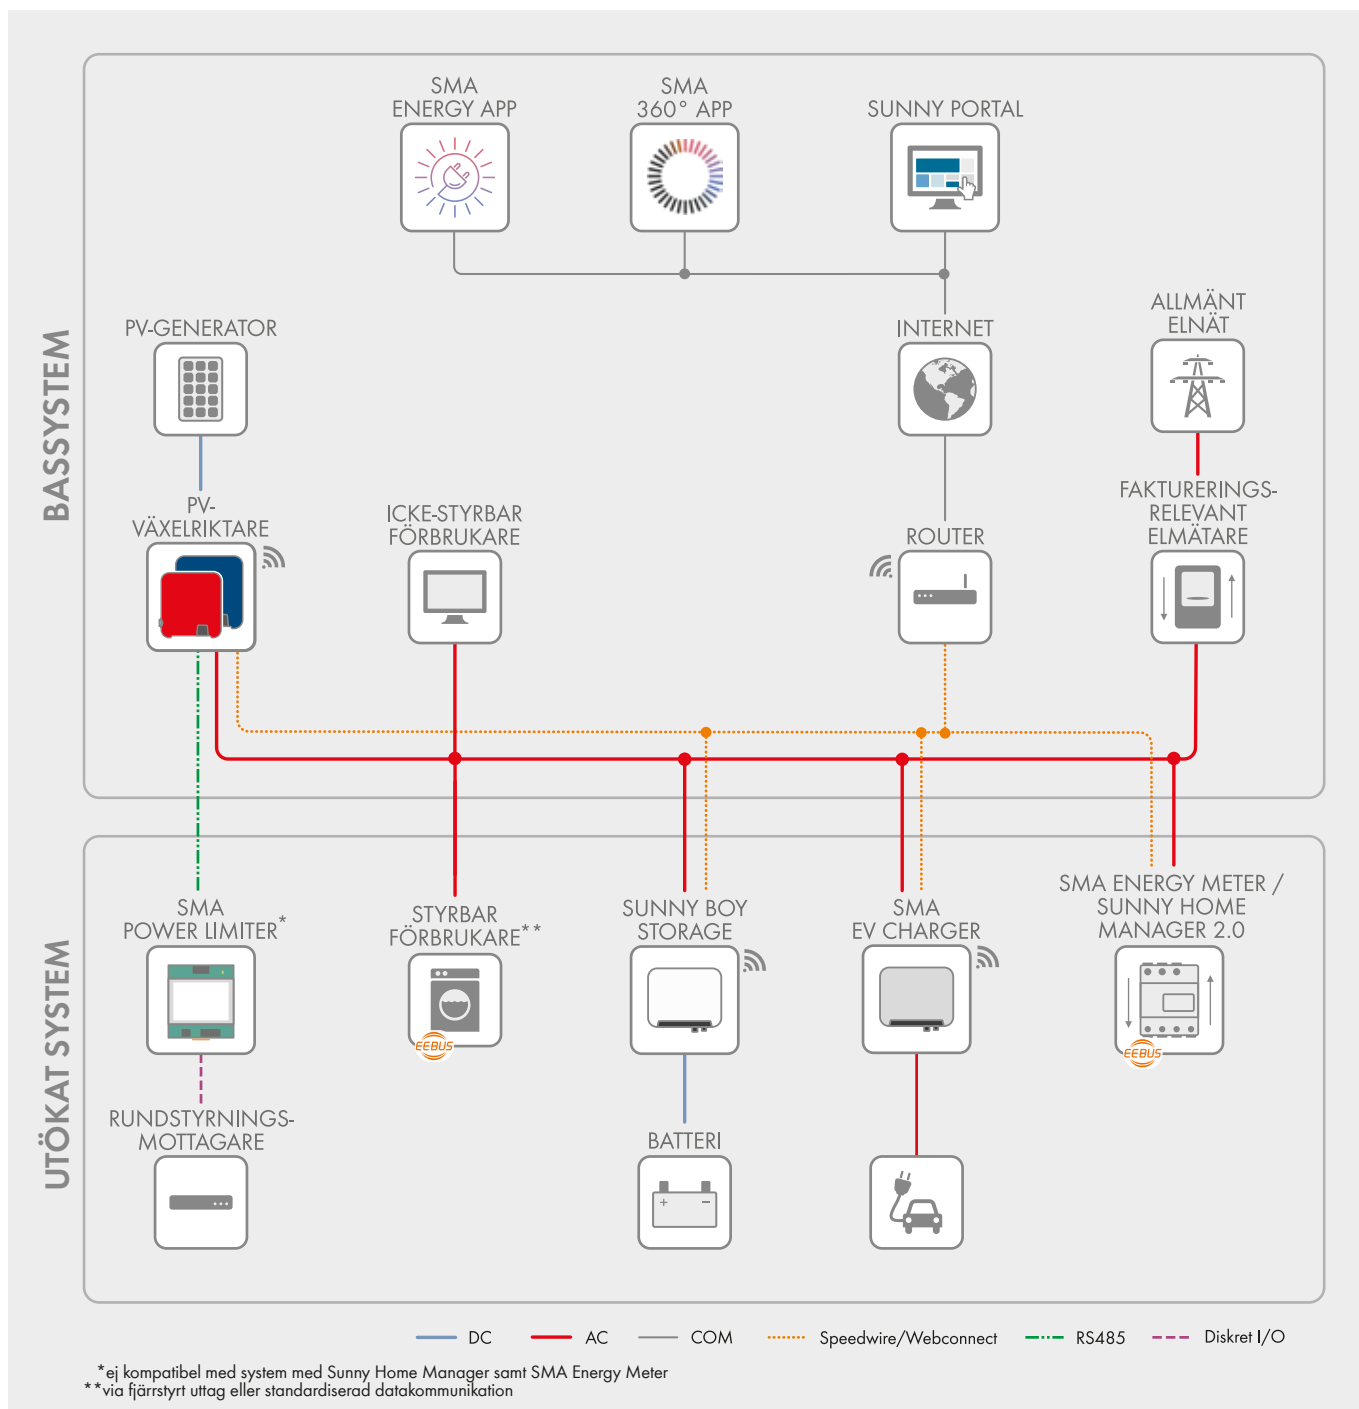 BASSYSTEM
SMA
ENERGY APP
SMA
360° APP
SUNNY PORTAL
PV-GENERATOR
INTERNET
ALLMÄNT
ELNÄT
PV-
VÄXELRIKTARE
ICKE-STYRBAR
FÖRBRUKARE
ROUTER
FAKTURERINGS-
RELEVANT
ELMÄTARE
UTÖKAT SYSTEM
SMA
POWER LIMITER*
STYRBAR
FÖRBRUKARE**
EEBUS
SUNNY BOY
STORAGE
SMA
EV CHARGER
SMA ENERGY METER /
SUNNY HOME
MANAGER 2.0
EEBUS
RUNDSTYRNINGS-
MOTTAGARE
BATTERI
+ −
DC AC COM Speedwire/Webconnect RS485 Diskret I/O
*ej kompatibel med system med Sunny Home Manager samt SMA Energy Meter
**via fjärrstyrt uttag eller standardiserad datakommunikation